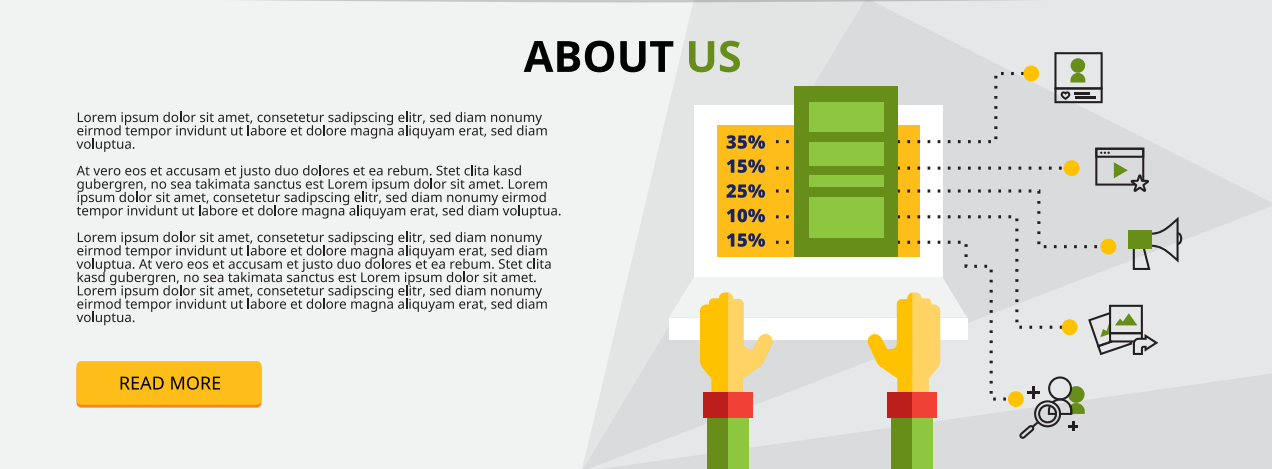 ABOUT US
Lorem ipsum dolor sit amet, consetetur sadipscing elitr, sed diam nonumy
eirmod tempor invidunt ut labore et dolore magna aliquyam erat, sed diam
voluptua.
At vero eos et accusam et justo duo dolores et ea rebum. Stet clita kasd
gubergren, no sea takimata sanctus est Lorem ipsum dolor sit amet. Lorem
ipsum dolor sit amet, consetetur sadipscing elitr, sed diam nonumy eirmod
tempor invidunt ut labore et dolore magna aliquyam erat, sed diam voluptua.
Lorem ipsum dolor sit amet, consetetur sadipscing elitr, sed diam nonumy
eirmod tempor invidunt ut labore et dolore magna aliquyam erat, sed diam
voluptua. At vero eos et accusam et justo duo dolores et ea rebum. Stet clita
kasd gubergren, no sea takimata sanctus est Lorem ipsum dolor sit amet.
Lorem ipsum dolor sit amet, consetetur sadipscing elitr, sed diam nonumy
eirmod tempor invidunt ut labore et dolore magna aliquyam erat, sed diam
voluptua.
READ MORE
35%
15%
25%
10%
15%